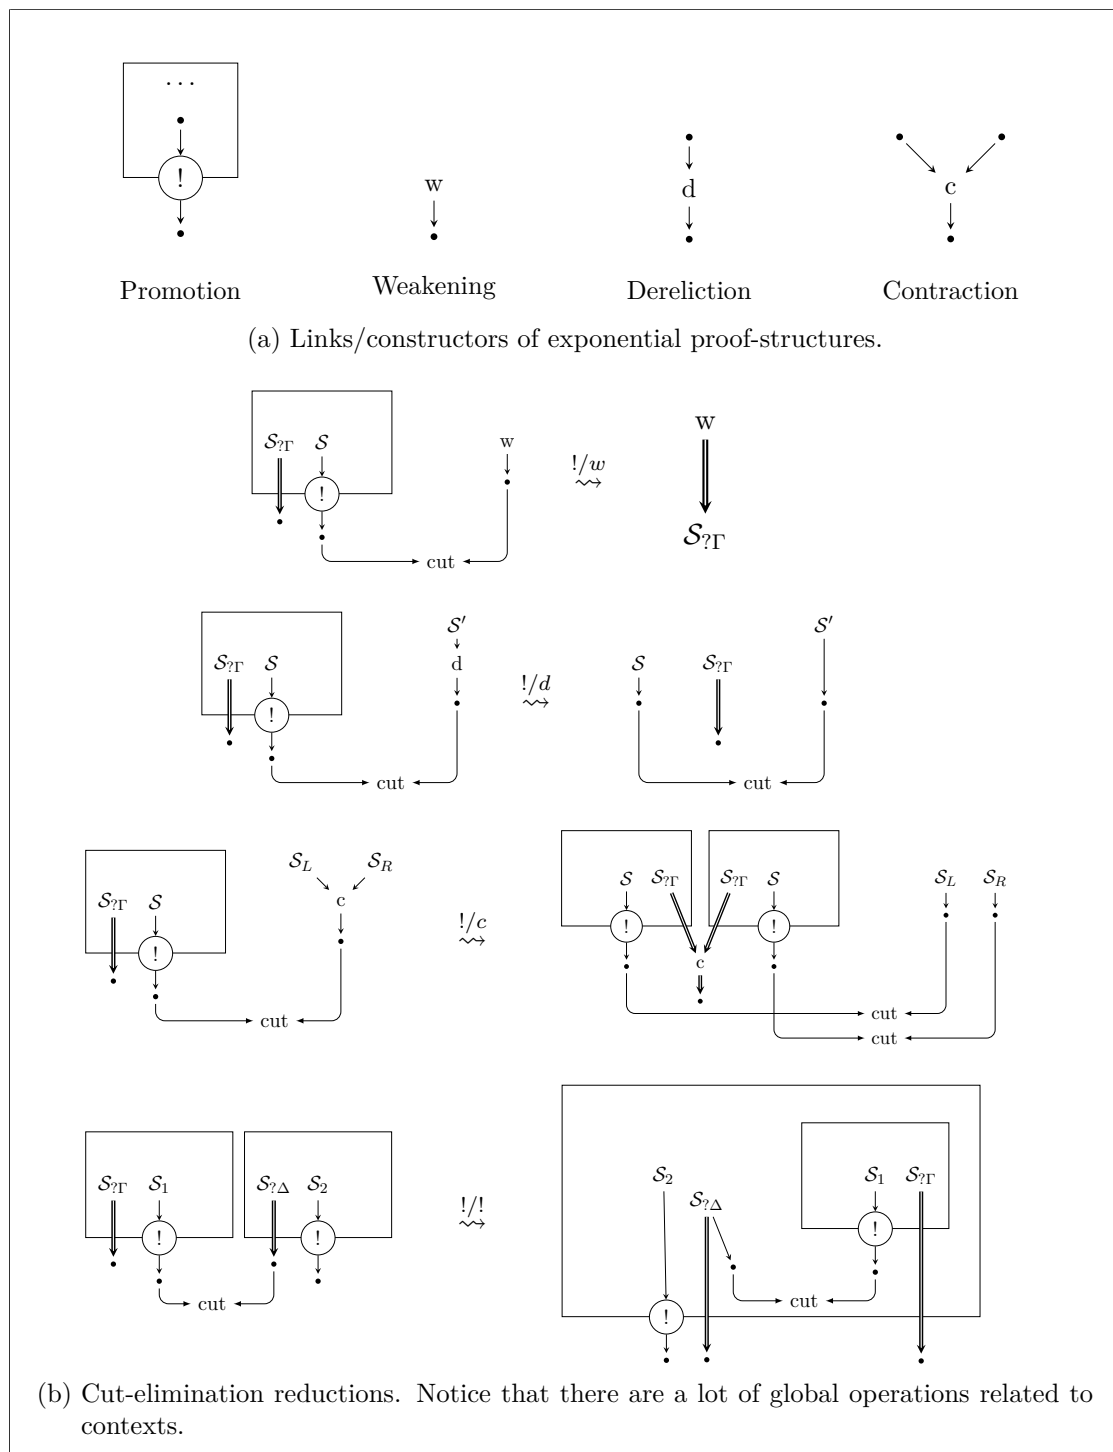 . . .
!
w
d
c
Promotion
Weakening
Dereliction
Contraction
(a) Links/constructors of exponential proof-structures.
𝒮?Γ 𝒮 w
!
cut
!/w
w
𝒮?Γ
𝒮?Γ 𝒮 𝒮′
d
!
cut
!/d
𝒮 𝒮?Γ 𝒮′
cut
𝒮?Γ 𝒮 𝒮L 𝒮R
c
!
cut
!/c
𝒮 𝒮?Γ 𝒮?Γ 𝒮 𝒮L 𝒮R
! !
c
cut
cut
𝒮?Γ 𝒮1 𝒮?Δ 𝒮2
! !
cut
!/!
𝒮2 𝒮?Δ 𝒮1 𝒮?Γ
!
cut
!
(b) Cut-elimination reductions. Notice that there are a lot of global operations related to
contexts.